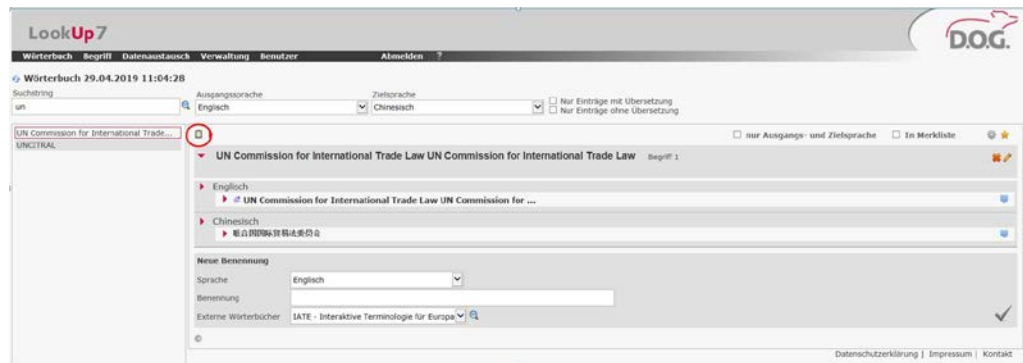 LookUp7
D.O.G.
Wörterbuch Begriff Datenaustausch Verwaltung Benutzer Abmelden ?
Wörterbuch 29.04.2019 11:04:28
Suchstring Ausgangssprache Zielsprache
un Englisch Chinesisch
Nur Einträge mit Übersetzung
Nur Einträge ohne Übersetzung
UN Commission for International Trade...
UNCITRAL
nur Ausgangs- und Zielsprache In Merkliste
UN Commission for International Trade Law UN Commission for International Trade Law Begriff 1
Englisch
UN Commission for International Trade Law UN Commission for ....
Chinesisch
联合国国际贸易法委员会
Neue Benennung
Sprache Englisch
Benennung
Externe Wörterbücher IATE - Interaktive Terminologie für Europa
©
Datenschutzerklärung | Impressum | Kontakt